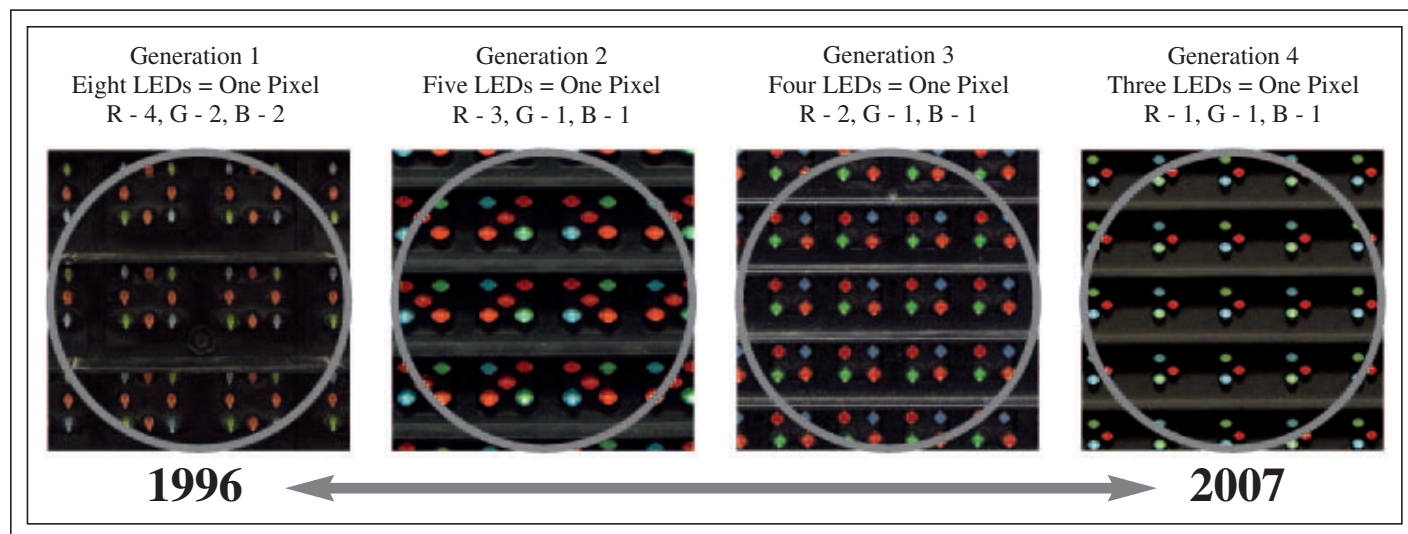 Generation 1
Eight LEDs = One Pixel
R - 4, G - 2, B - 2
Generation 2
Five LEDs = One Pixel
R - 3, G - 1, B - 1
Generation 3
Four LEDs = One Pixel
R - 2, G - 1, B - 1
Generation 4
Three LEDs = One Pixel
R - 1, G - 1, B - 1
1996
2007